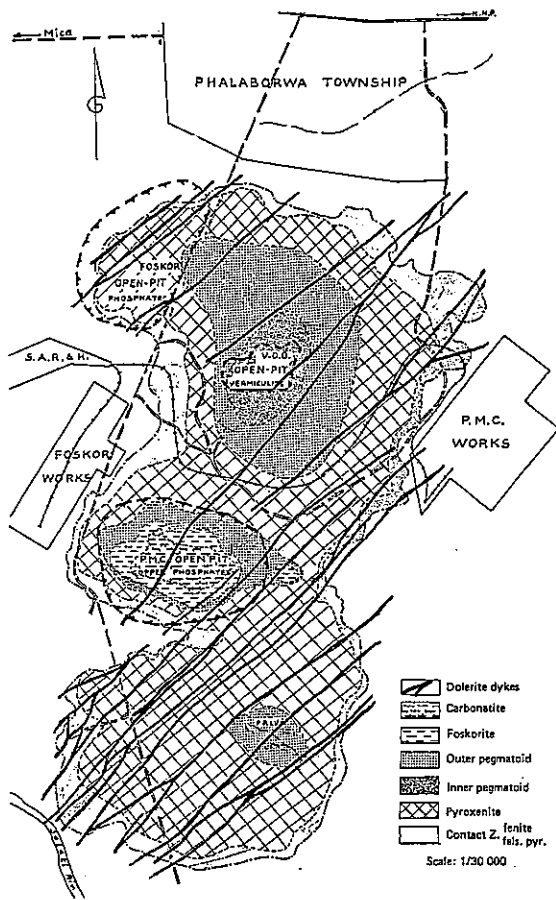 Mica
K.N.P.
PHALABORWA TOWNSHIP
FOSKOR
OPEN-PIT
PHOSPHATES
V.O.D.
OPEN-PIT
VERMICULITE
S.A.R. & H.
FOSKOR
WORKS
P.M.C.
WORKS
P.M.C. OPEN PIT
PHOSPHATES
Dolerite dykes
Carbonatite
Foskorite
Outer pegmatoid
Inner pegmatoid
Pyroxenite
Contact Z. fenite
fels. pyr.
Scale: 1/30 000